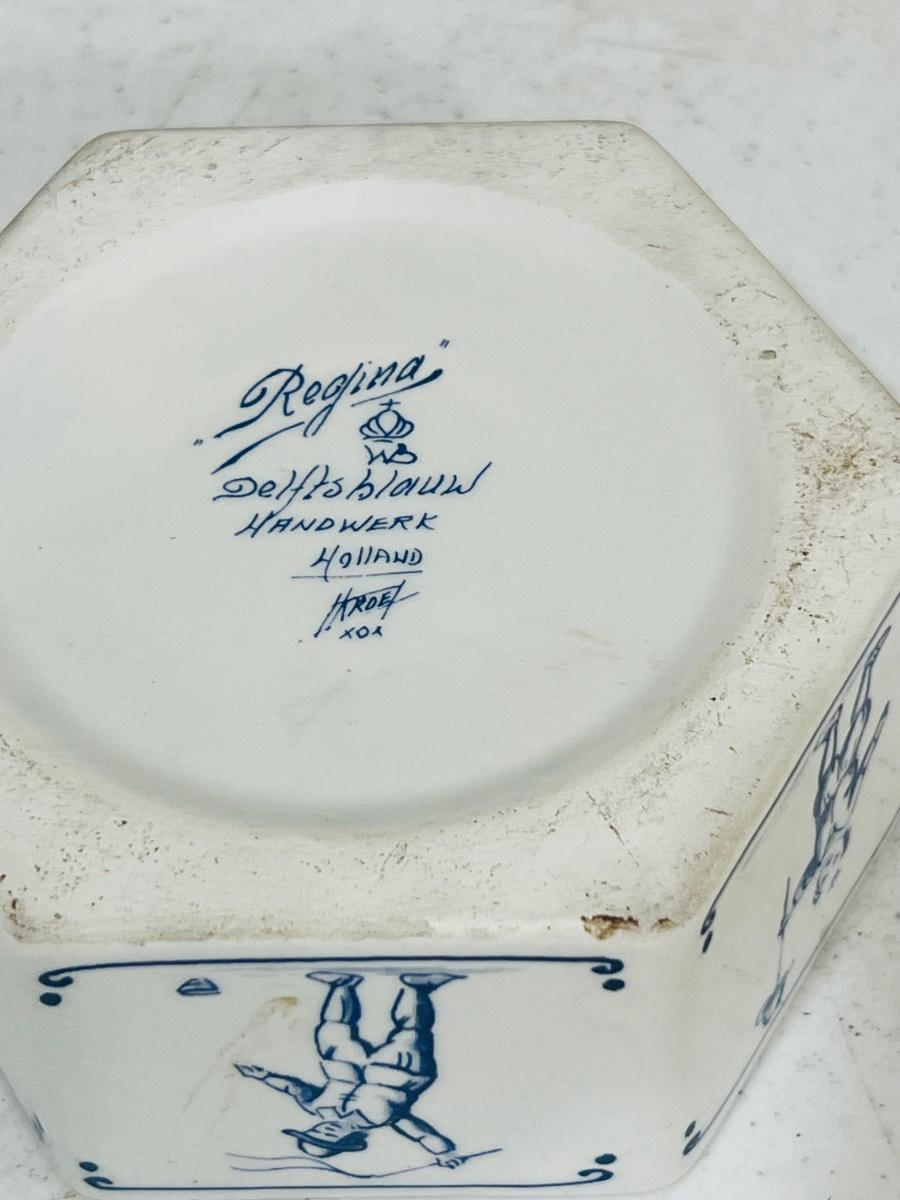 "Regina"
WB
Delftsblauw
HANDWERK
HOLLAND
XOX